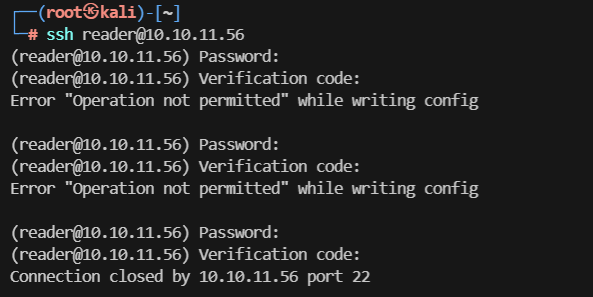 ┌──(root㉿kali)-[~]
└─# ssh reader@10.10.11.56
(reader@10.10.11.56) Password:
(reader@10.10.11.56) Verification code:
Error "Operation not permitted" while writing config
(reader@10.10.11.56) Password:
(reader@10.10.11.56) Verification code:
Error "Operation not permitted" while writing config
(reader@10.10.11.56) Password:
(reader@10.10.11.56) Verification code:
Connection closed by 10.10.11.56 port 22